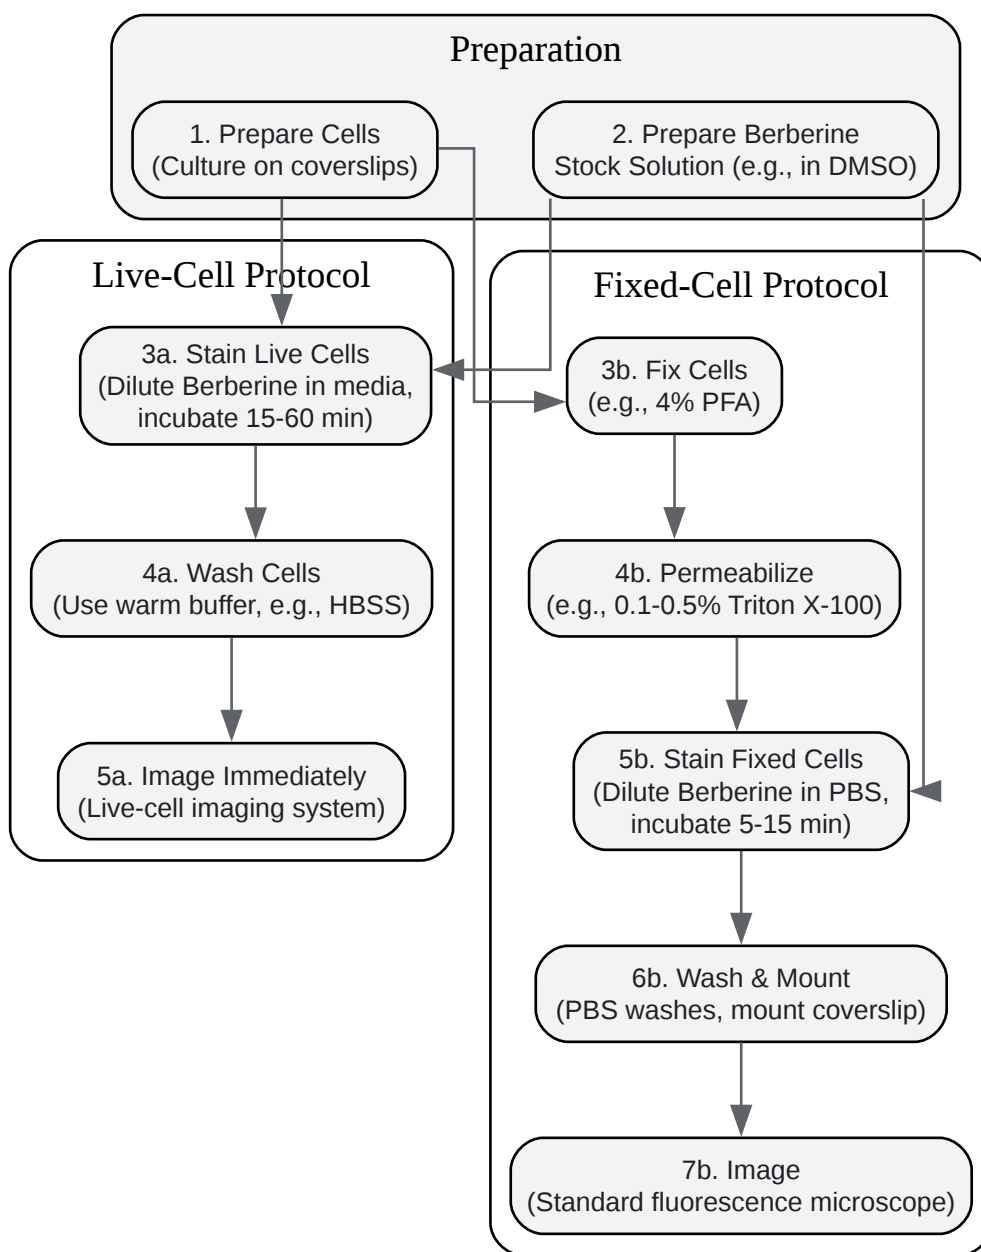 Preparation
1. Prepare Cells
(Culture on coverslips)
2. Prepare Berberine
Stock Solution (e.g., in DMSO)
Live-Cell Protocol
3a. Stain Live Cells
(Dilute Berberine in media,
incubate 15-60 min)
4a. Wash Cells
(Use warm buffer, e.g., HBSS)
5a. Image Immediately
(Live-cell imaging system)
Fixed-Cell Protocol
3b. Fix Cells
(e.g., 4% PFA)
4b. Permeabilize
(e.g., 0.1-0.5% Triton X-100)
5b. Stain Fixed Cells
(Dilute Berberine in PBS,
incubate 5-15 min)
6b. Wash & Mount
(PBS washes, mount coverslip)
7b. Image
(Standard fluorescence microscope)